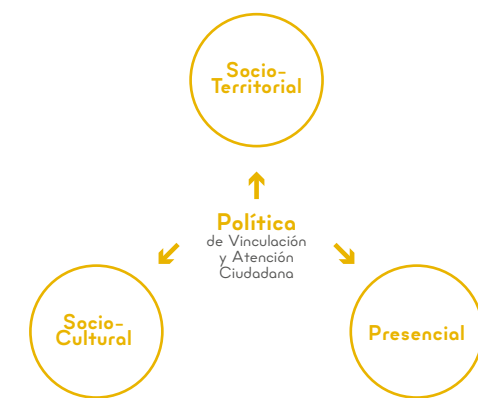 Socio-
Territorial
Política
de Vinculación
y Atención
Ciudadana
Socio-
Cultural
Presencial